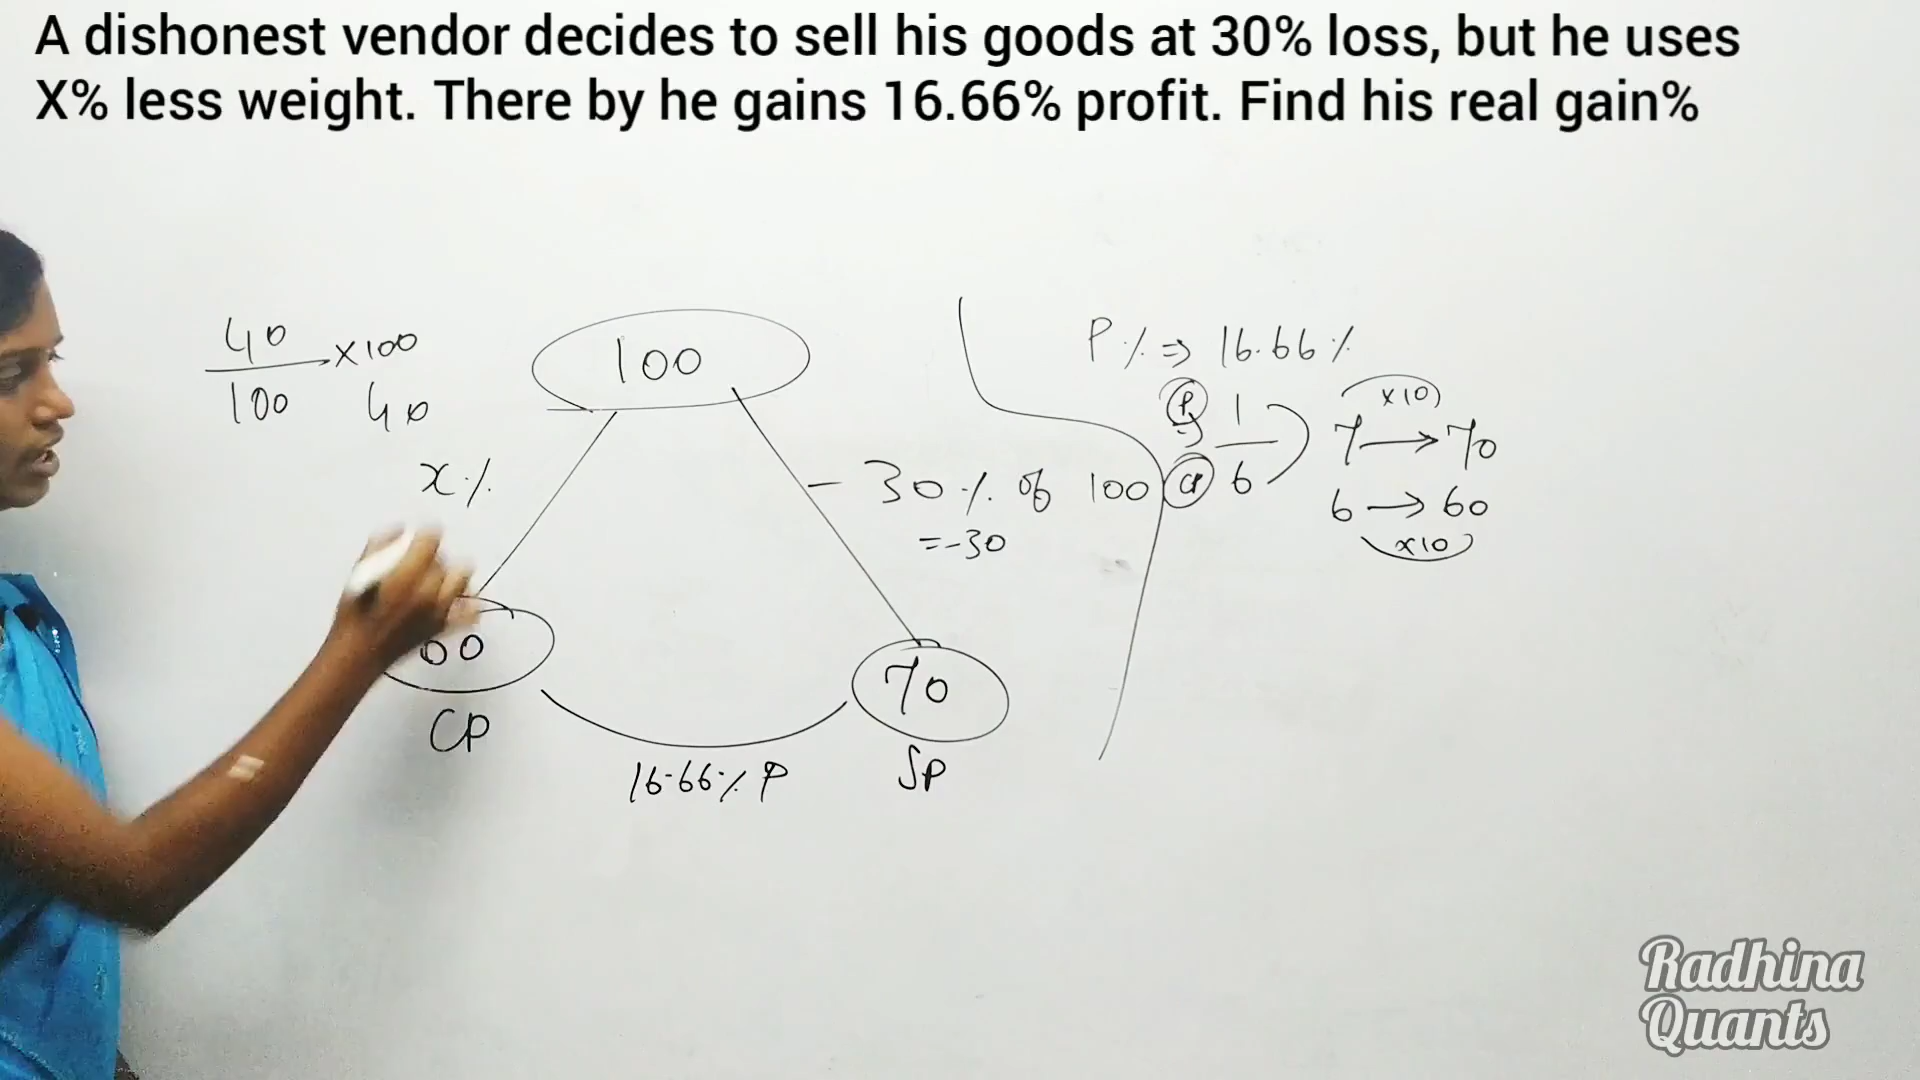 A dishonest vendor decides to sell his goods at 30% loss, but he uses
X% less weight. There by he gains 16.66% profit. Find his real gain%
40
100
×100
40
100
x%
- 30% of 100
= -30
0
CP
70
SP
16.66% P
P% ⇒ 16.66%
P 1
CP 6
×10
7 → 70
6 → 60
×10
Radhina
Quants